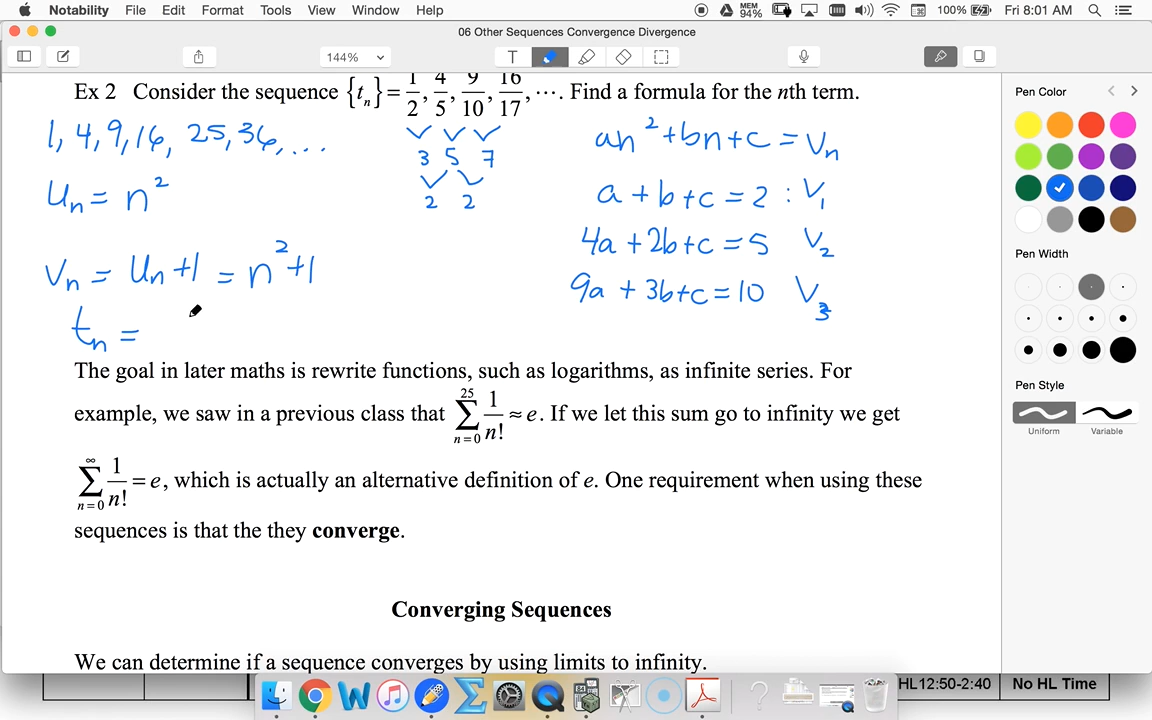 Notability File Edit Format Tools View Window Help MEM 94% 100% Fri 8:01 AM
06 Other Sequences Convergence Divergence
144% T
Ex 2 Consider the sequence {tₙ} = 1/2, 4/5, 9/10, 16/17, ⋯. Find a formula for the nth term.
1, 4, 9, 16, 25, 36, ...
uₙ = n²
vₙ = uₙ + 1 = n² + 1
tₙ =
3 5 7
2 2
an² + bn + c = vₙ
a + b + c = 2 : v₁
4a + 2b + c = 5 v₂
9a + 3b + c = 10 v₃
The goal in later maths is rewrite functions, such as logarithms, as infinite series. For
example, we saw in a previous class that ∑_{n=0}^{25} 1/n! ≈ e. If we let this sum go to infinity we get
∑_{n=0}^{∞} 1/n! = e, which is actually an alternative definition of e. One requirement when using these
sequences is that the they converge.
Converging Sequences
We can determine if a sequence converges by using limits to infinity.
HL12:50-2:40 No HL Time
Pen Color
Pen Width
Pen Style
Uniform Variable